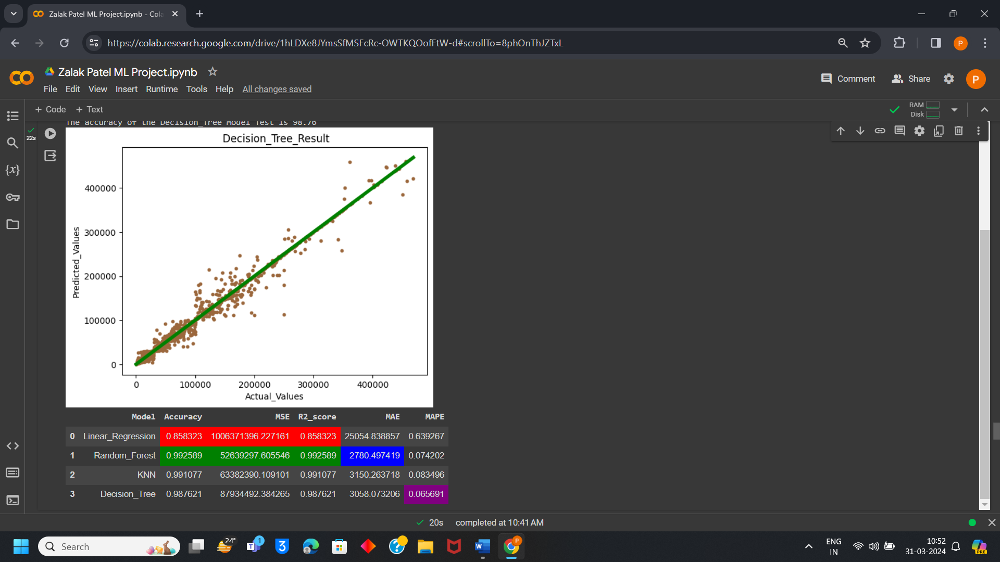 Zalak Patel ML Project.ipynb - Cola
https://colab.research.google.com/drive/1hLDXe8JYmsSfMSFcRc-OWTKQOofFtW-d#scrollTo=8phOnThJZTxL
P
Zalak Patel ML Project.ipynb
Comment
Share
P
File Edit View Insert Runtime Tools Help All changes saved
+ Code + Text
RAM
Disk
The accuracy of the Decision_Tree Model Test is 98.76
22s
{x}
Decision_Tree_Result
Predicted_Values
400000
300000
200000
100000
0
0 100000 200000 300000 400000
Actual_Values
Model Accuracy MSE R2_score MAE MAPE
0 Linear_Regression 0.858323 1006371396.227161 0.858323 25054.838857 0.639267
1 Random_Forest 0.992589 52639297.605546 0.992589 2780.497419 0.074202
2 KNN 0.991077 63382390.109101 0.991077 3150.263718 0.083496
3 Decision_Tree 0.987621 87934492.384265 0.987621 3058.073206 0.065691
20s completed at 10:41 AM
Search
24°
1
T
3
?
W
P
ENG
IN
10:52
31-03-2024
PRE